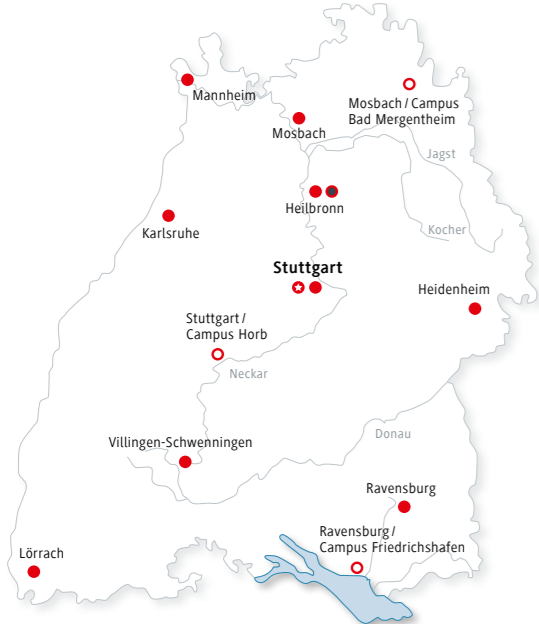 Mannheim
Mosbach / Campus
Bad Mergentheim
Mosbach
Jagst
Heilbronn
Kocher
Karlsruhe
Stuttgart
Heidenheim
Stuttgart /
Campus Horb
Neckar
Donau
Villingen-Schwenningen
Ravensburg
Ravensburg /
Campus Friedrichshafen
Lörrach